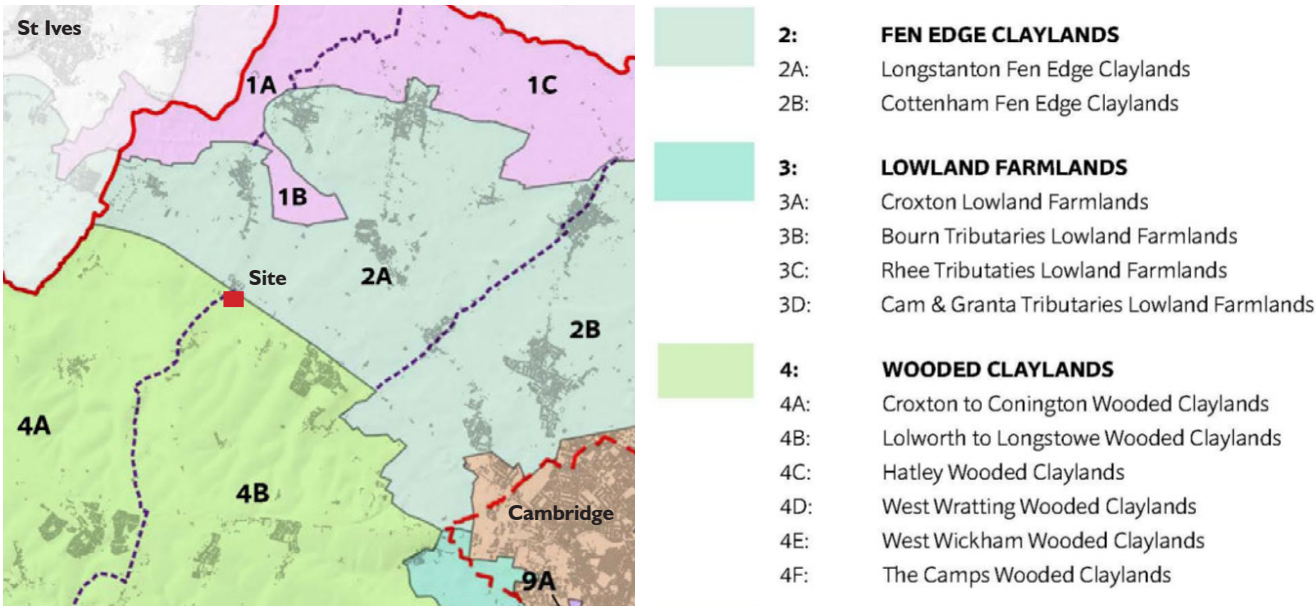 St Ives
1A
1C
1B
Site
2A
2B
4A
4B
Cambridge
9A
2: FEN EDGE CLAYLANDS
2A: Longstanton Fen Edge Claylands
2B: Cottenham Fen Edge Claylands
3: LOWLAND FARMLANDS
3A: Croxton Lowland Farmlands
3B: Bourn Tributaries Lowland Farmlands
3C: Rhee Tributaties Lowland Farmlands
3D: Cam & Granta Tributaries Lowland Farmlands
4: WOODED CLAYLANDS
4A: Croxton to Conington Wooded Claylands
4B: Lolworth to Longstowe Wooded Claylands
4C: Hatley Wooded Claylands
4D: West Wratting Wooded Claylands
4E: West Wickham Wooded Claylands
4F: The Camps Wooded Claylands